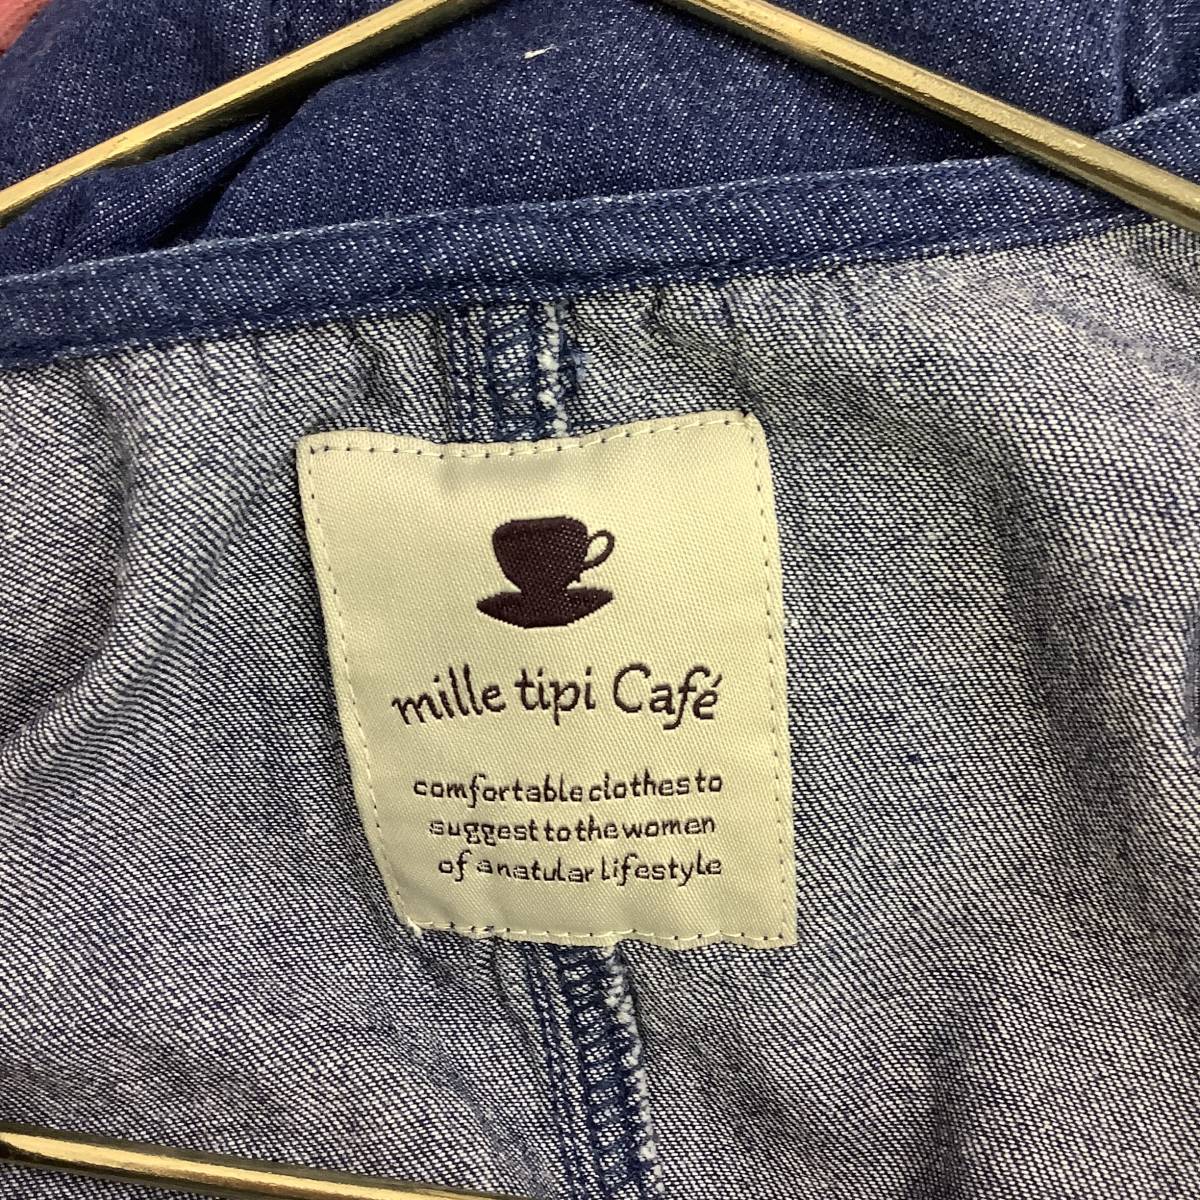 mille tipi Café
comfortable clothes to
suggest to the women
of a natular lifestyle